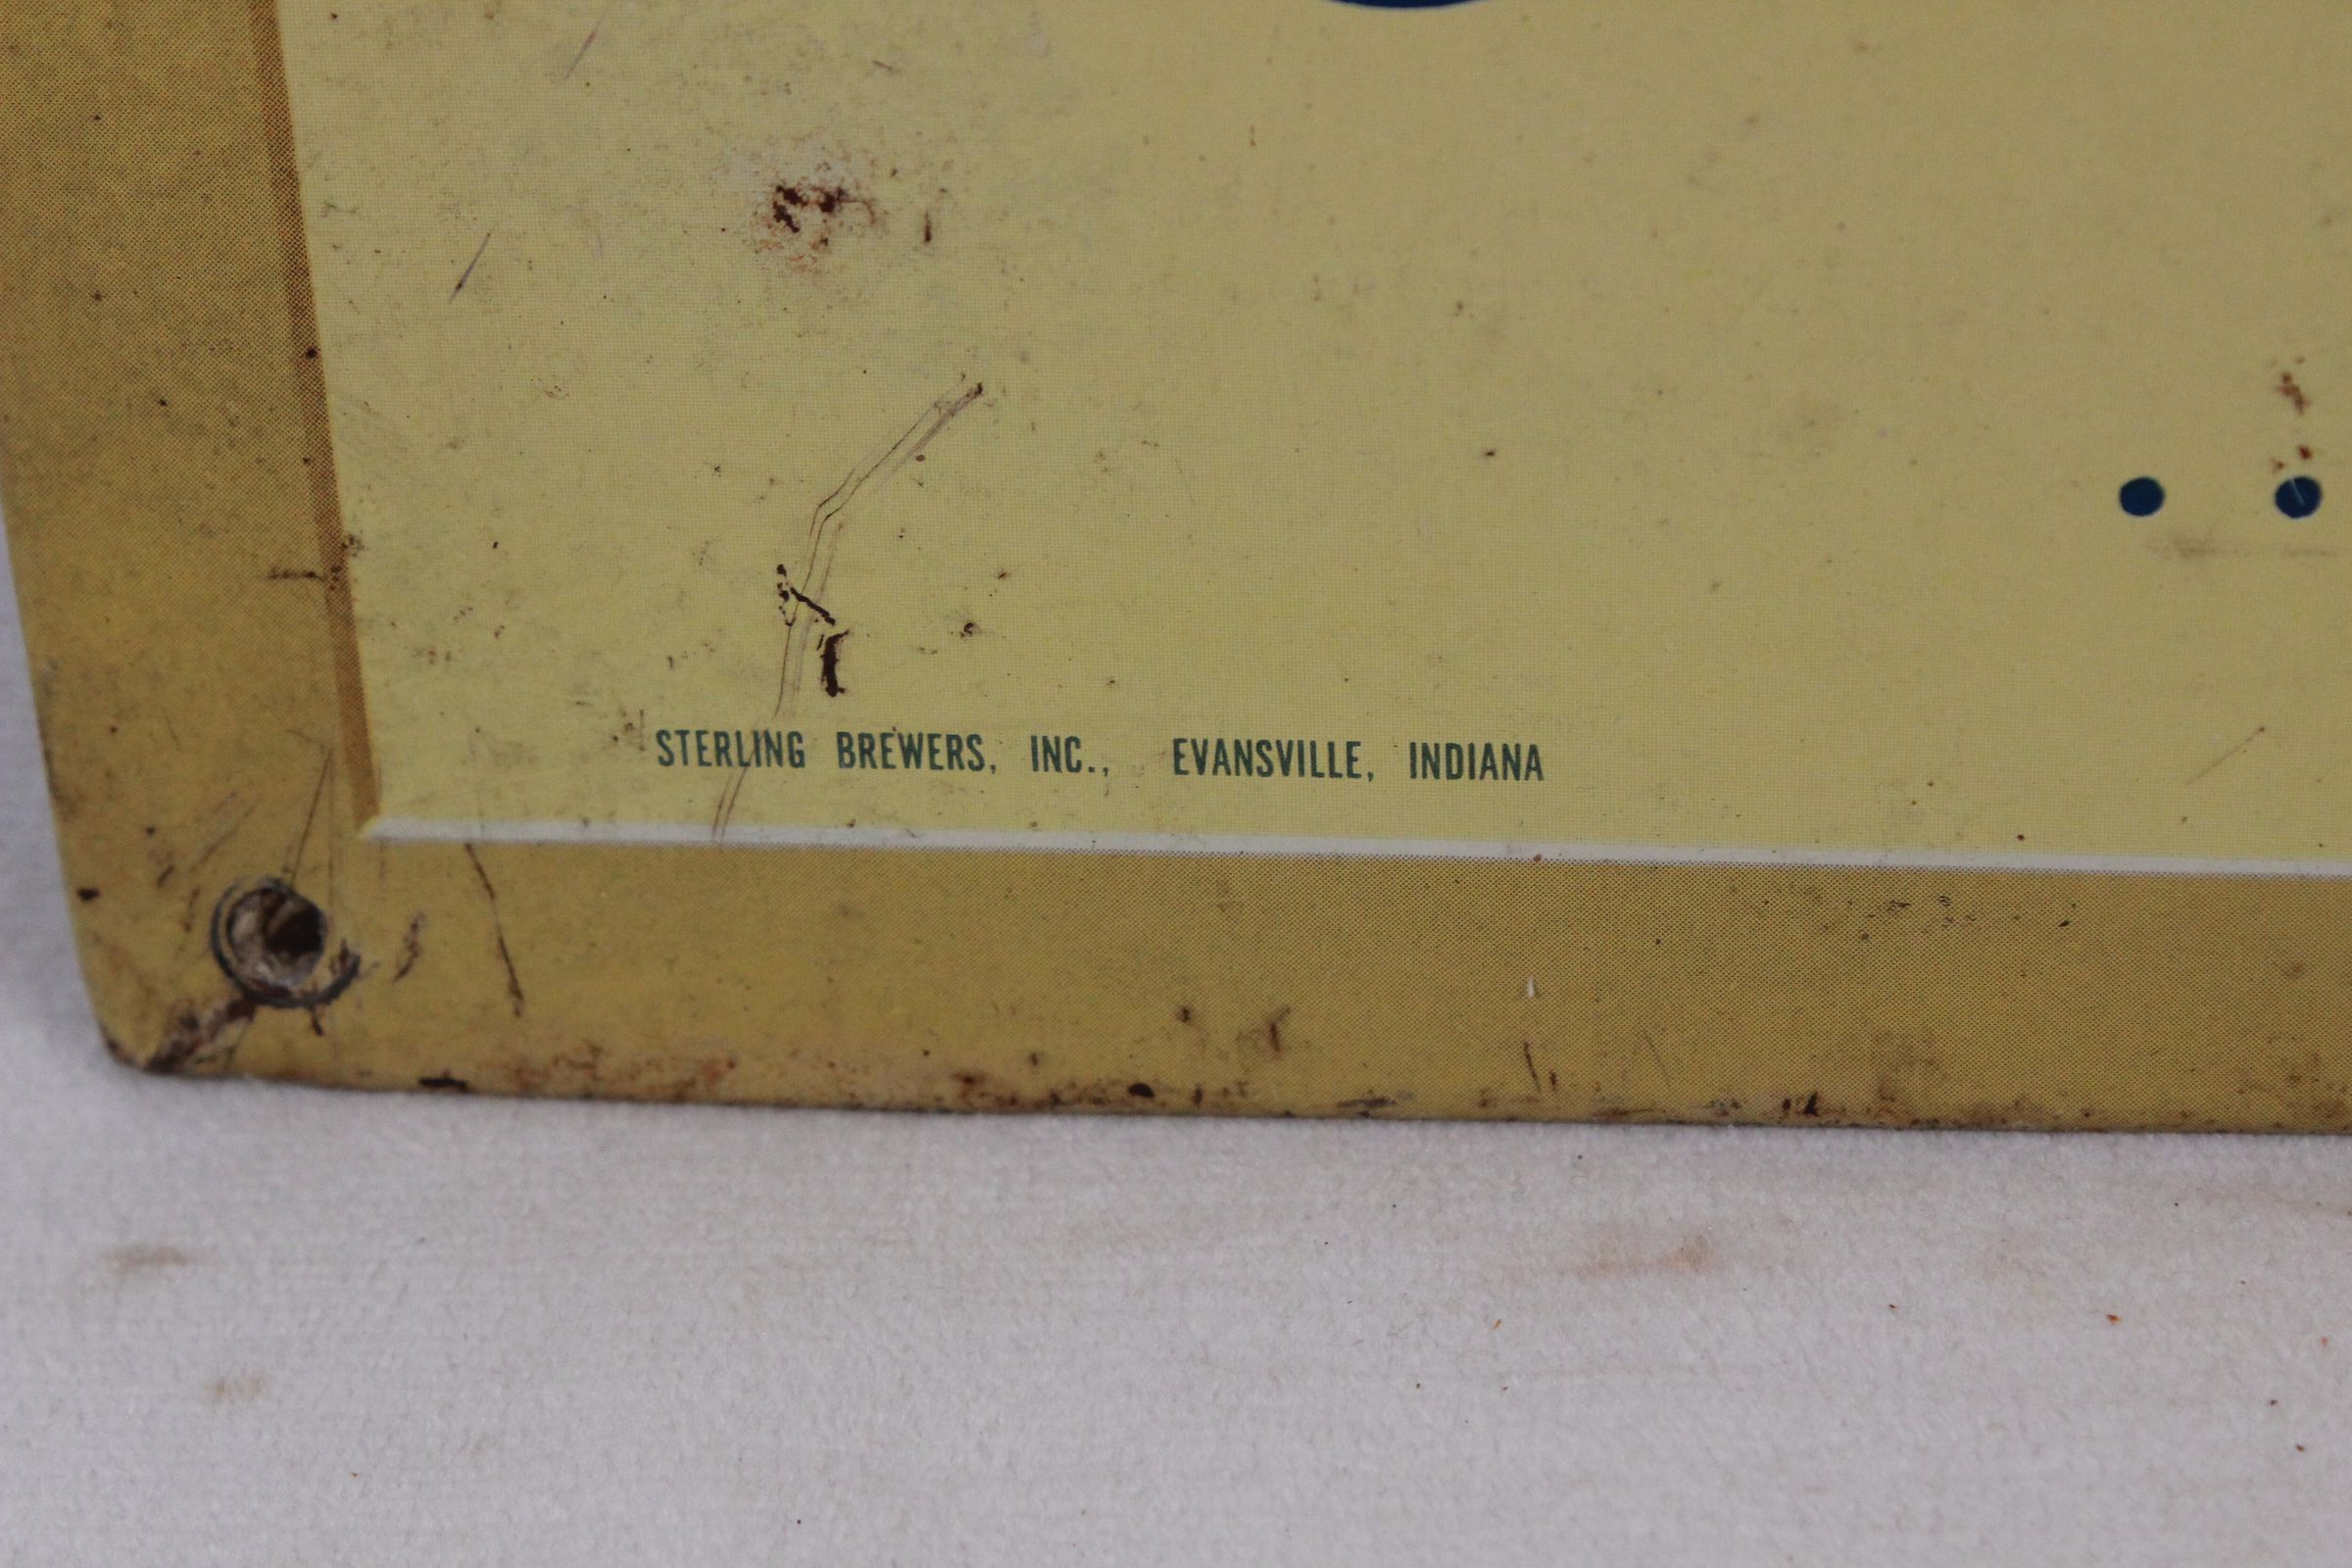 STERLING BREWERS, INC., EVANSVILLE, INDIANA